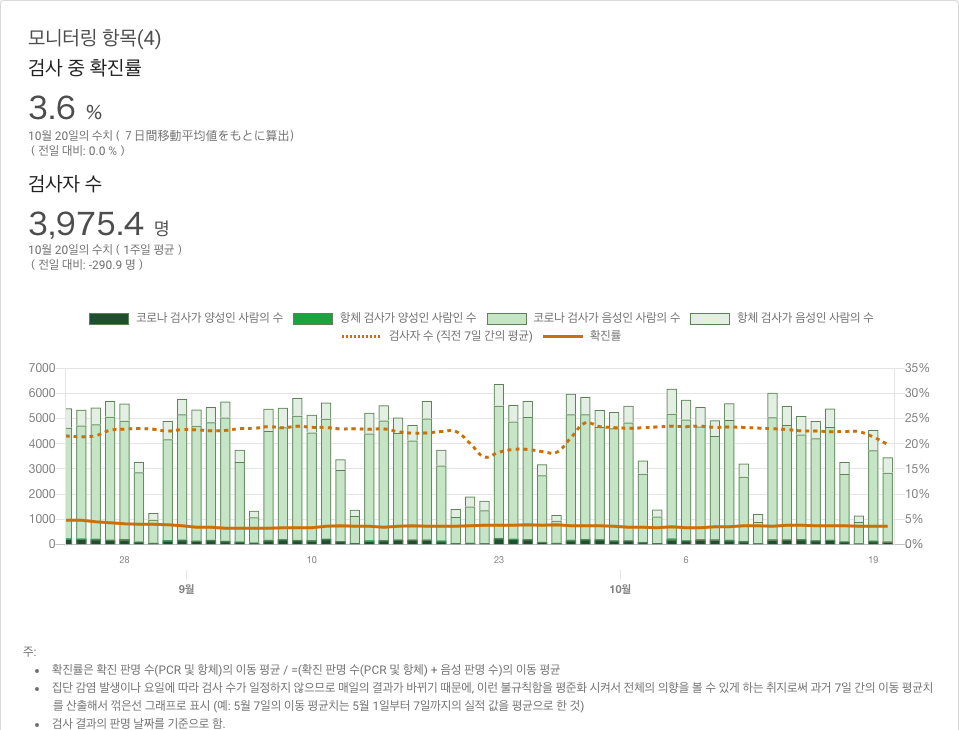 모니터링 항목(4)
검사 중 확진률
3.6 %
10월 20일의 수치 ( ７日間移動平均値をもとに算出)
( 전일 대비: 0.0 % )
검사자 수
3,975.4 명
10월 20일의 수치 ( 1주일 평균 )
( 전일 대비: -290.9 명 )
코로나 검사가 양성인 사람의 수 항체 검사가 양성인 사람인 수 코로나 검사가 음성인 사람의 수 항체 검사가 음성인 사람의 수
검사자 수 (직전 7일 간의 평균) 확진률
7000 35%
6000 30%
5000 25%
4000 20%
3000 15%
2000 10%
1000 5%
0 0%
28 10 23 6 19
9월 10월
주:
확진률은 확진 판명 수(PCR 및 항체)의 이동 평균 / =(확진 판명 수(PCR 및 항체) + 음성 판명 수)의 이동 평균
집단 감염 발생이나 요일에 따라 검사 수가 일정하지 않으므로 매일의 결과가 바뀌기 때문에, 이런 불규칙함을 평준화 시켜서 전체의 의향을 볼 수 있게 하는 취지로써 과거 7일 간의 이동 평균치
를 산출해서 꺾은선 그래프로 표시 (예: 5월 7일의 이동 평균치는 5월 1일부터 7일까지의 실적 값을 평균으로 한 것)
검사 결과의 판명 날짜를 기준으로 함.